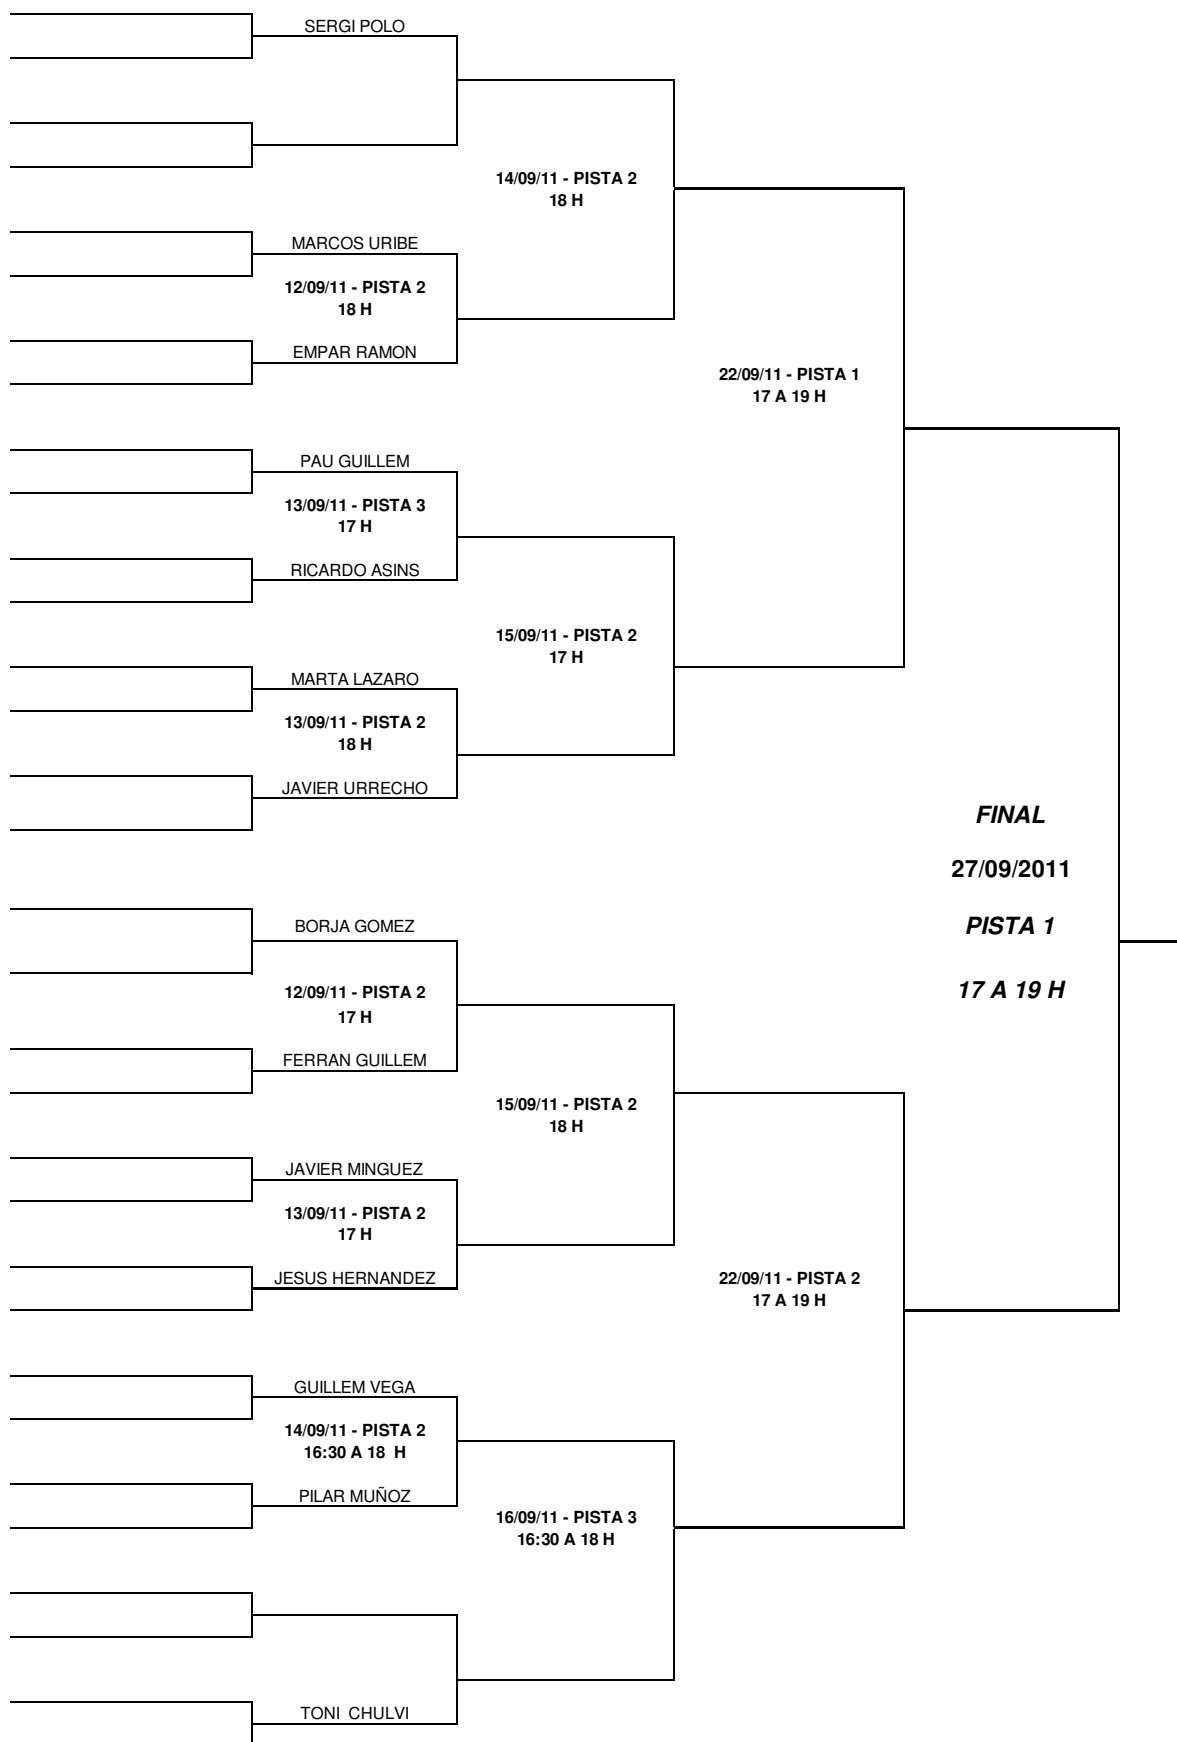 SERGI POLO
14/09/11 - PISTA 2
18 H
MARCOS URIBE
12/09/11 - PISTA 2
18 H
EMPAR RAMON
22/09/11 - PISTA 1
17 A 19 H
PAU GUILLEM
13/09/11 - PISTA 3
17 H
RICARDO ASINS
15/09/11 - PISTA 2
17 H
MARTA LAZARO
13/09/11 - PISTA 2
18 H
JAVIER URRECHO
FINAL
27/09/2011
PISTA 1
17 A 19 H
BORJA GOMEZ
12/09/11 - PISTA 2
17 H
FERRAN GUILLEM
15/09/11 - PISTA 2
18 H
JAVIER MINGUEZ
13/09/11 - PISTA 2
17 H
JESUS HERNANDEZ
22/09/11 - PISTA 2
17 A 19 H
GUILLEM VEGA
14/09/11 - PISTA 2
16:30 A 18 H
PILAR MUÑOZ
16/09/11 - PISTA 3
16:30 A 18 H
TONI CHULVI